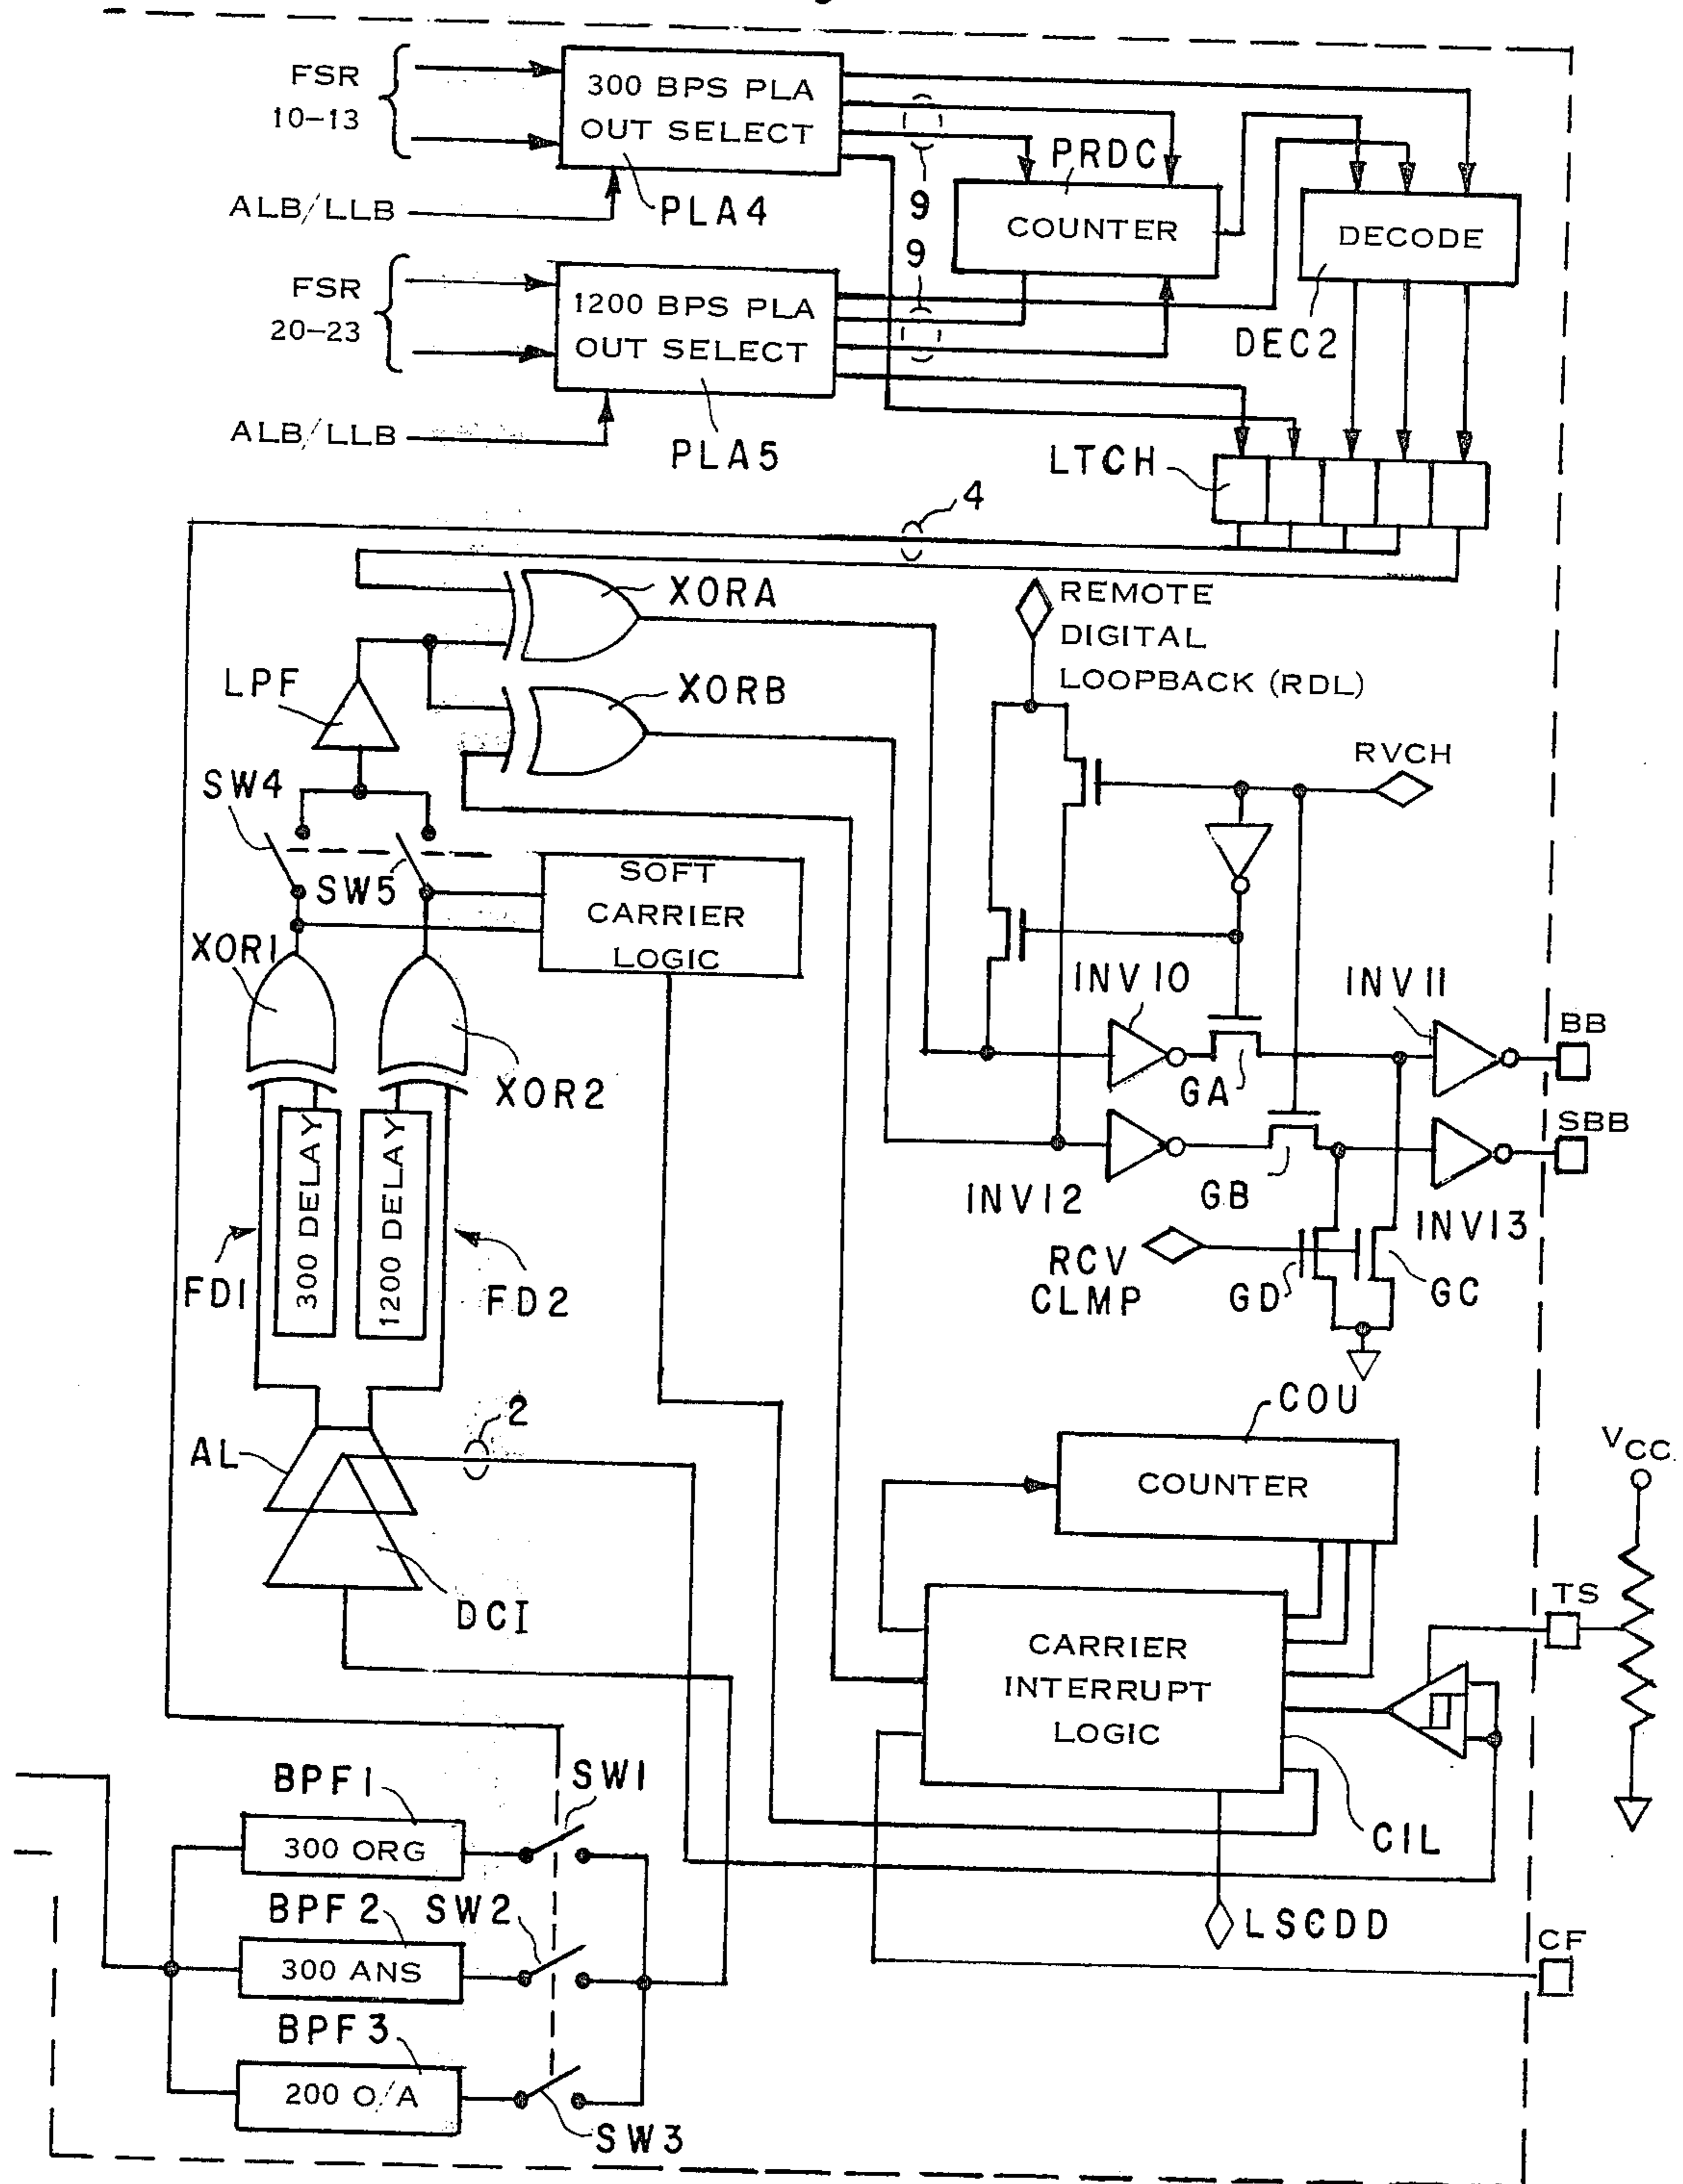 FSR
10-13
300 BPS PLA
OUT SELECT
PRDC
COUNTER
DECODE
ALB/LLB
PLA4
9
9
FSR
20-23
1200 BPS PLA
OUT SELECT
DEC2
ALB/LLB
PLA5
LTCH
4
XORA
REMOTE
DIGITAL
LOOPBACK (RDL)
LPF
XORB
RVCH
SW4
SW5
SOFT
CARRIER
LOGIC
XOR1
XOR2
INV10
INV11
BB
GA
SBB
300 DELAY
1200 DELAY
INV12
GB
INV13
FD1
FD2
RCV
CLMP
GD
GC
COU
2
AL
COUNTER
VCC
DCI
TS
CARRIER
INTERRUPT
LOGIC
BPF1
SW1
300 ORG
CIL
BPF2
SW2
LSCDD
300 ANS
CF
BPF3
200 O/A
SW3